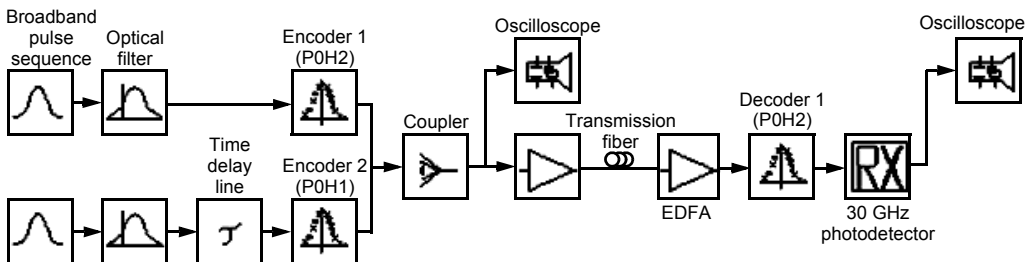 Broadband
pulse
sequence
Optical
filter
Encoder 1
(P0H2)
Oscilloscope
Oscilloscope
Coupler
Transmission
fiber
Decoder 1
(P0H2)
RX
Time
delay
line
Encoder 2
(P0H1)
EDFA
30 GHz
photodetector
τ